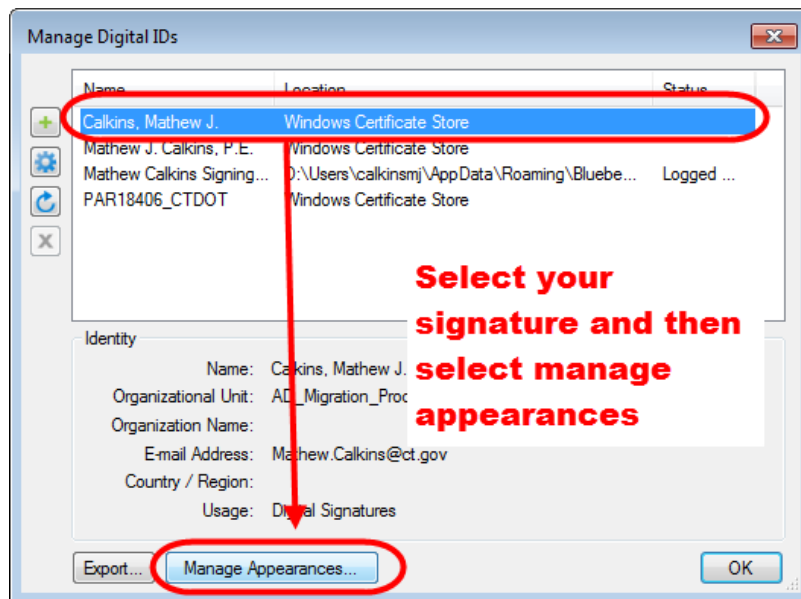 Manage Digital IDs
Name Location Status
Calkins, Mathew J. Windows Certificate Store
Mathew J. Calkins, P.E. Windows Certificate Store
Mathew Calkins Signing... D:\Users\calkinsmj\AppData\Roaming\Bluebe... Logged ...
PAR18406_CTDOT Windows Certificate Store
Select your
signature and then
select manage
appearances
Identity
Name: Calkins, Mathew J.
Organizational Unit: AD_Migration_Proc
Organization Name:
E-mail Address: Mathew.Calkins@ct.gov
Country / Region:
Usage: Digital Signatures
Export... Manage Appearances... OK